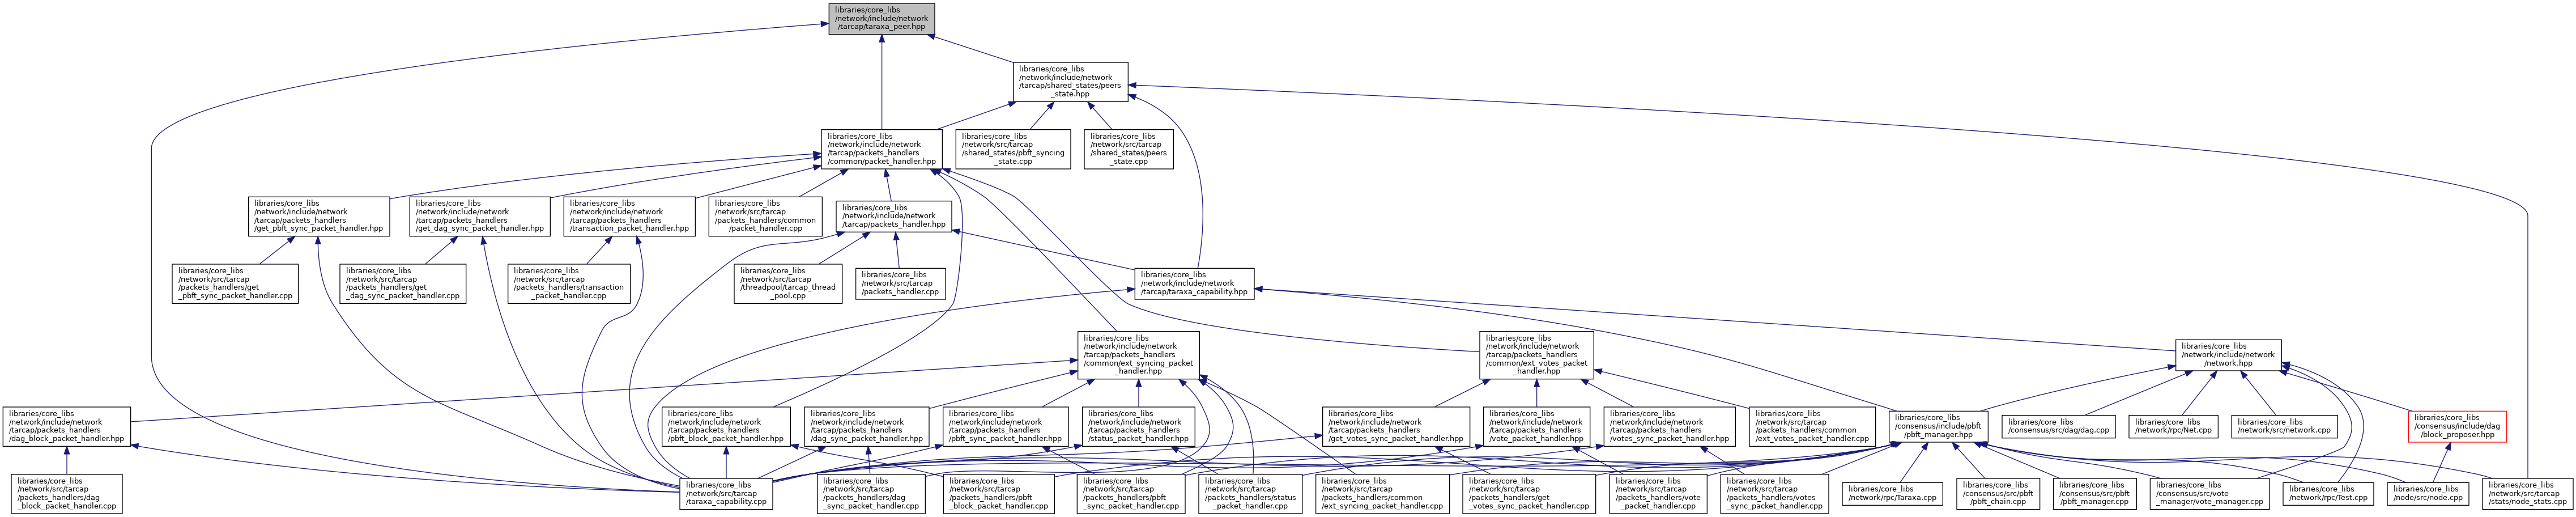 libraries/core_libs
/network/include/network
/tarcap/taraxa_peer.hpp
libraries/core_libs
/network/include/network
/tarcap/shared_states/peers
_state.hpp
libraries/core_libs
/network/include/network
/tarcap/packets_handlers
/common/packet_handler.hpp
libraries/core_libs
/network/src/tarcap
/shared_states/pbft_syncing
_state.cpp
libraries/core_libs
/network/src/tarcap
/shared_states/peers
_state.cpp
libraries/core_libs
/network/include/network
/tarcap/packets_handlers
/get_pbft_sync_packet_handler.hpp
libraries/core_libs
/network/include/network
/tarcap/packets_handlers
/get_dag_sync_packet_handler.hpp
libraries/core_libs
/network/include/network
/tarcap/packets_handlers
/transaction_packet_handler.hpp
libraries/core_libs
/network/src/tarcap
/packets_handlers/common
/packet_handler.cpp
libraries/core_libs
/network/include/network
/tarcap/packets_handler.hpp
libraries/core_libs
/network/src/tarcap
/packets_handlers/get
_pbft_sync_packet_handler.cpp
libraries/core_libs
/network/src/tarcap
/packets_handlers/get
_dag_sync_packet_handler.cpp
libraries/core_libs
/network/src/tarcap
/packets_handlers/transaction
_packet_handler.cpp
libraries/core_libs
/network/src/tarcap
/threadpool/tarcap_thread
_pool.cpp
libraries/core_libs
/network/src/tarcap
/packets_handler.cpp
libraries/core_libs
/network/include/network
/tarcap/taraxa_capability.hpp
libraries/core_libs
/network/include/network
/tarcap/packets_handlers
/common/ext_syncing_packet
_handler.hpp
libraries/core_libs
/network/include/network
/tarcap/packets_handlers
/common/ext_votes_packet
_handler.hpp
libraries/core_libs
/network/include/network
/network.hpp
libraries/core_libs
/network/include/network
/tarcap/packets_handlers
/dag_block_packet_handler.hpp
libraries/core_libs
/network/include/network
/tarcap/packets_handlers
/pbft_block_packet_handler.hpp
libraries/core_libs
/network/include/network
/tarcap/packets_handlers
/dag_sync_packet_handler.hpp
libraries/core_libs
/network/include/network
/tarcap/packets_handlers
/pbft_sync_packet_handler.hpp
libraries/core_libs
/network/include/network
/tarcap/packets_handlers
/status_packet_handler.hpp
libraries/core_libs
/network/include/network
/tarcap/packets_handlers
/get_votes_sync_packet_handler.hpp
libraries/core_libs
/network/include/network
/tarcap/packets_handlers
/vote_packet_handler.hpp
libraries/core_libs
/network/include/network
/tarcap/packets_handlers
/votes_sync_packet_handler.hpp
libraries/core_libs
/network/src/tarcap
/packets_handlers/common
/ext_votes_packet_handler.cpp
libraries/core_libs
/consensus/include/pbft
/pbft_manager.hpp
libraries/core_libs
/consensus/src/dag/dag.cpp
libraries/core_libs
/network/rpc/Net.cpp
libraries/core_libs
/network/src/network.cpp
libraries/core_libs
/consensus/include/dag
/block_proposer.hpp
libraries/core_libs
/network/src/tarcap
/packets_handlers/dag
_block_packet_handler.cpp
libraries/core_libs
/network/src/tarcap
/taraxa_capability.cpp
libraries/core_libs
/network/src/tarcap
/packets_handlers/dag
_sync_packet_handler.cpp
libraries/core_libs
/network/src/tarcap
/packets_handlers/pbft
_block_packet_handler.cpp
libraries/core_libs
/network/src/tarcap
/packets_handlers/pbft
_sync_packet_handler.cpp
libraries/core_libs
/network/src/tarcap
/packets_handlers/status
_packet_handler.cpp
libraries/core_libs
/network/src/tarcap
/packets_handlers/common
/ext_syncing_packet_handler.cpp
libraries/core_libs
/network/src/tarcap
/packets_handlers/get
_votes_sync_packet_handler.cpp
libraries/core_libs
/network/src/tarcap
/packets_handlers/vote
_packet_handler.cpp
libraries/core_libs
/network/src/tarcap
/packets_handlers/votes
_sync_packet_handler.cpp
libraries/core_libs
/network/rpc/Taraxa.cpp
libraries/core_libs
/consensus/src/pbft
/pbft_chain.cpp
libraries/core_libs
/consensus/src/pbft
/pbft_manager.cpp
libraries/core_libs
/consensus/src/vote
_manager/vote_manager.cpp
libraries/core_libs
/network/rpc/Test.cpp
libraries/core_libs
/node/src/node.cpp
libraries/core_libs
/network/src/tarcap
/stats/node_stats.cpp